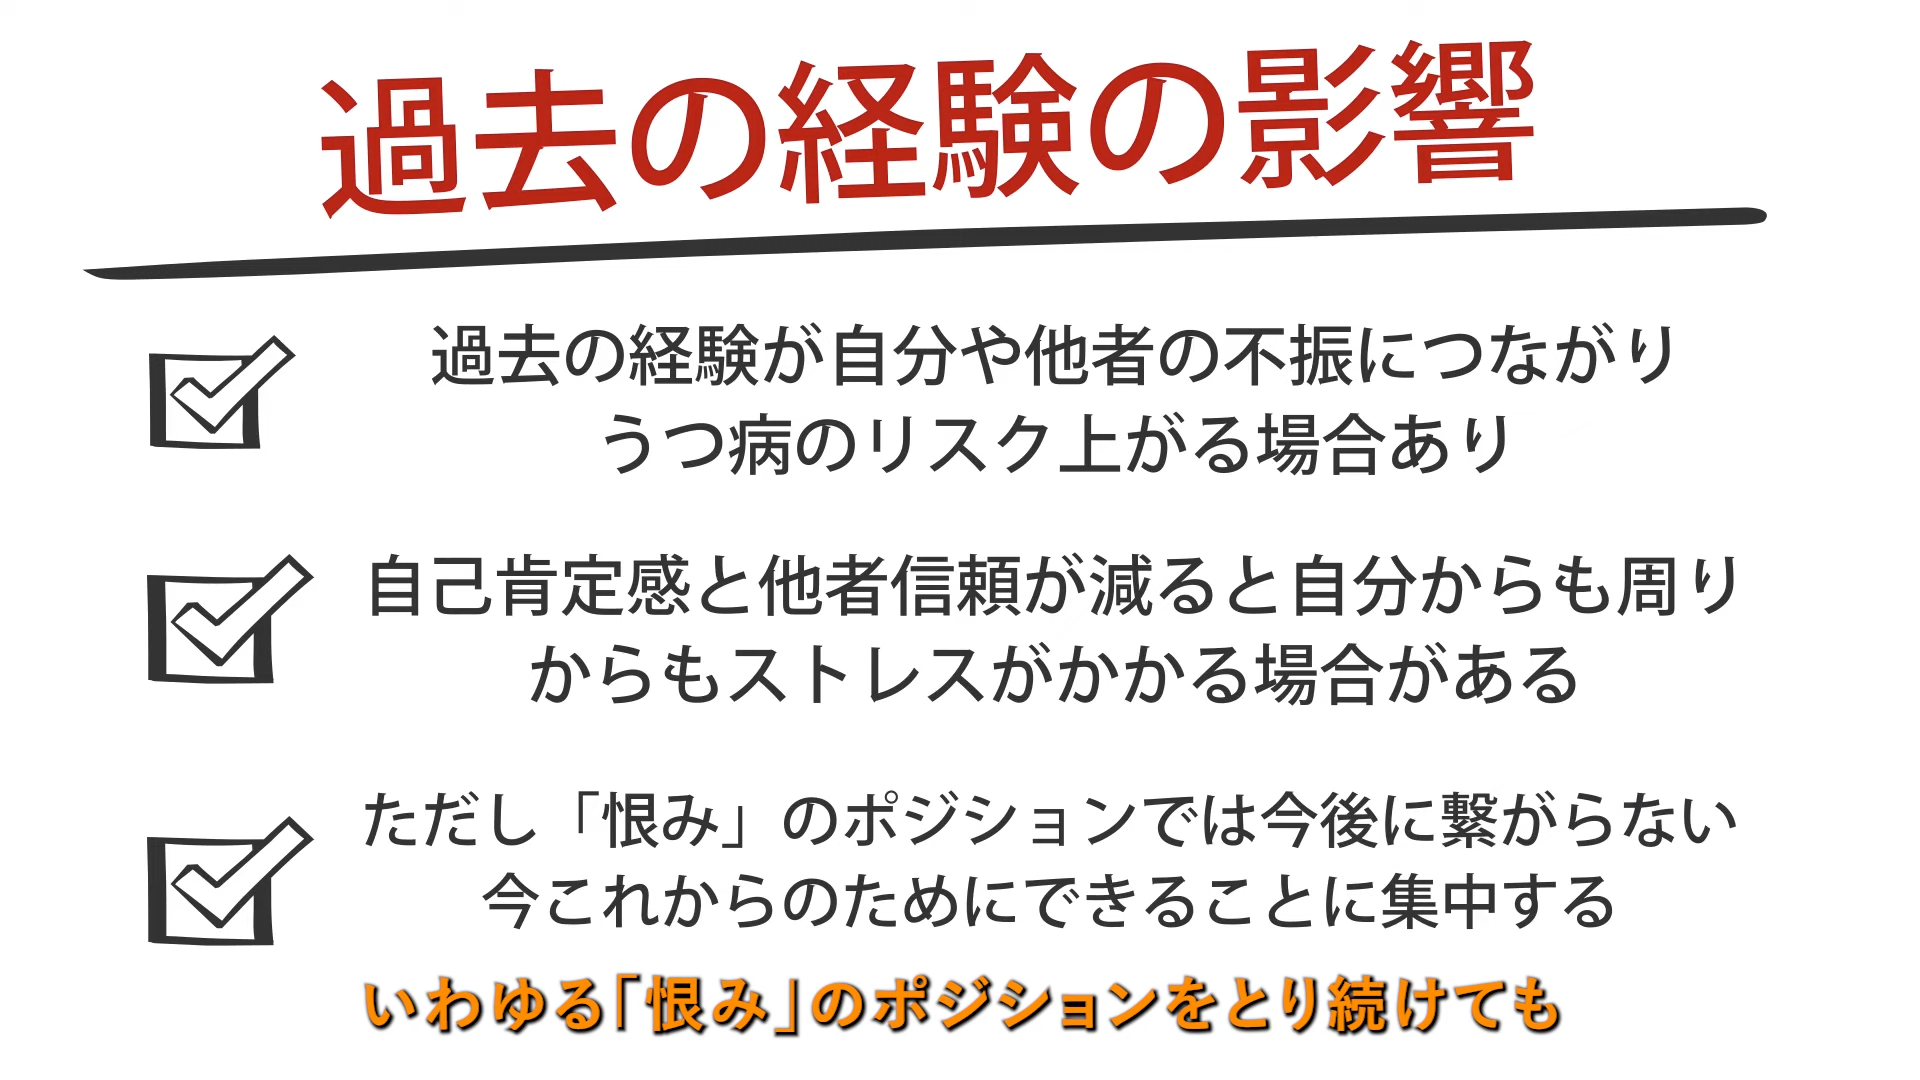 過去の経験の影響
過去の経験が自分や他者の不振につながり
うつ病のリスク上がる場合あり
自己肯定感と他者信頼が減ると自分からも周り
からもストレスがかかる場合がある
ただし「恨み」のポジションでは今後に繋がらない
今これからのためにできることに集中する
いわゆる「恨み」のポジションをとり続けても